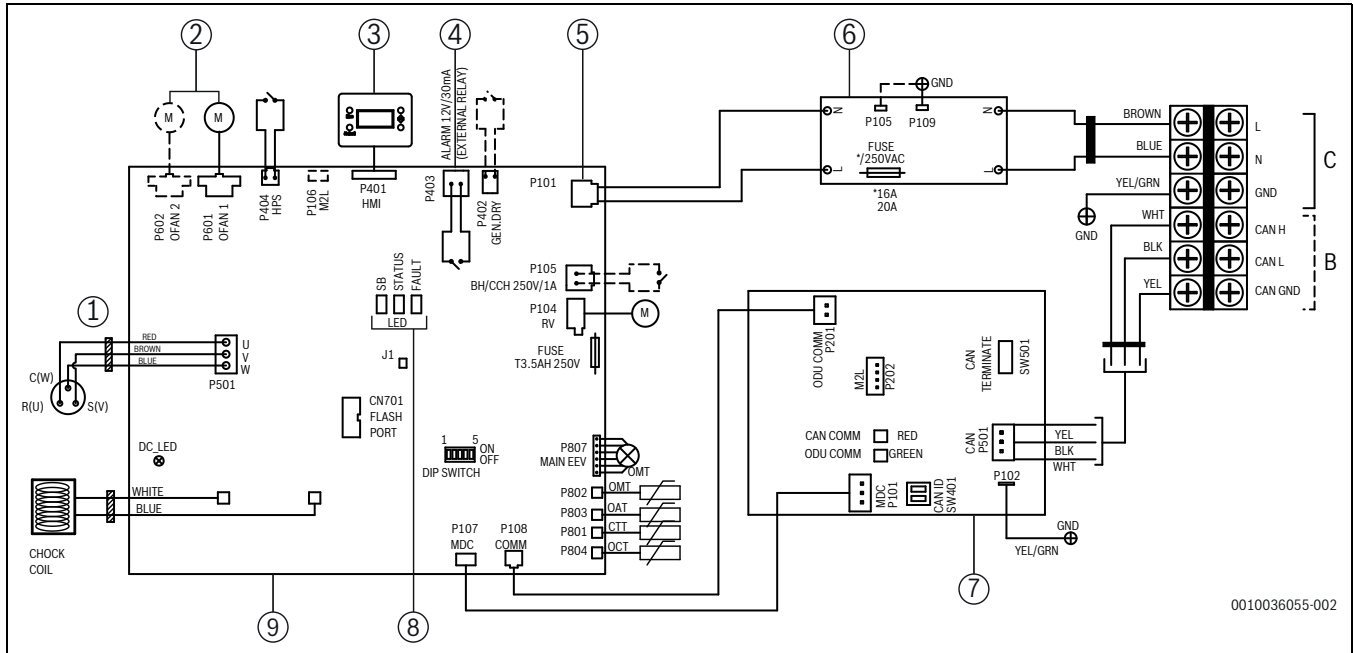 1
2
3
4
5
6
7
8
9
M
M
ALARM 12V/30mA
(EXTERNAL RELAY)
P602
OFAN 2
P601
OFAN 1
P404
HPS
P106
M2L
P401
HMI
P403
P402
GEN.DRY
P101
N
L
P105
P109
GND
FUSE
*/250VAC
*16A
20A
N
L
BROWN
BLUE
YEL/GRN
GND
WHT
BLK
YEL
L
N
GND
CAN H
CAN L
CAN GND
C
B
SB
STATUS
FAULT
LED
J1
P105
BH/CCH 250V/1A
P104
RV
M
FUSE
T3.5AH 250V
RED
BROWN
BLUE
U
V
W
P501
C(W)
R(U)
S(V)
DC_LED
CN701
FLASH
PORT
1
5
ON
OFF
DIP SWITCH
P807
MAIN EEV
OMT
P802
OMT
P803
OAT
P801
CTT
P804
OCT
WHITE
BLUE
CHOCK
COIL
P107
MDC
P108
COMM
ODU COMM
P201
M2L
P202
CAN
TERMINATE
SW501
CAN COMM
RED
ODU COMM
GREEN
CAN
P501
YEL
BLK
WHT
MDC
P101
CAN ID
SW401
P102
GND
YEL/GRN
0010036055-002